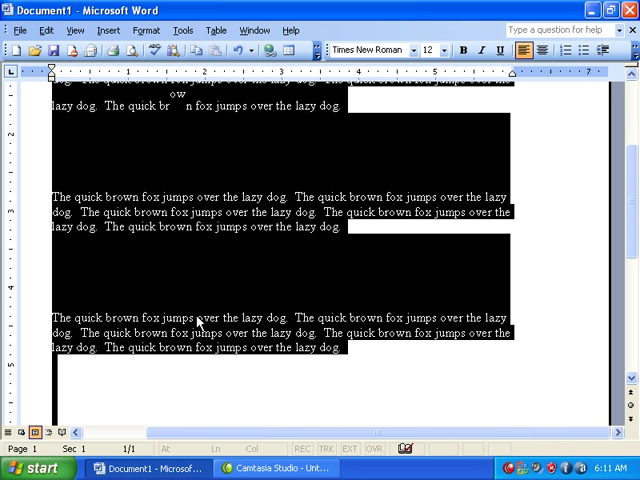 Document1 - Microsoft Word
File Edit View Insert Format Tools Table Window Help Type a question for help
Times New Roman 12 B I U
1 2 3 4 5 7
lazy dog. The quick br ow n fox jumps over the lazy dog.
The quick brown fox jumps over the lazy dog. The quick brown fox jumps over the lazy
dog. The quick brown fox jumps over the lazy dog. The quick brown fox jumps over the
lazy dog. The quick brown fox jumps over the lazy dog.
The quick brown fox jumps over the lazy dog. The quick brown fox jumps over the lazy
dog. The quick brown fox jumps over the lazy dog. The quick brown fox jumps over the
lazy dog. The quick brown fox jumps over the lazy dog.
Page 1 Sec 1 1/1 At Ln Col REC TRK EXT OVR
start Document1 - Microsof... Camtasia Studio - Unt... 6:11 AM